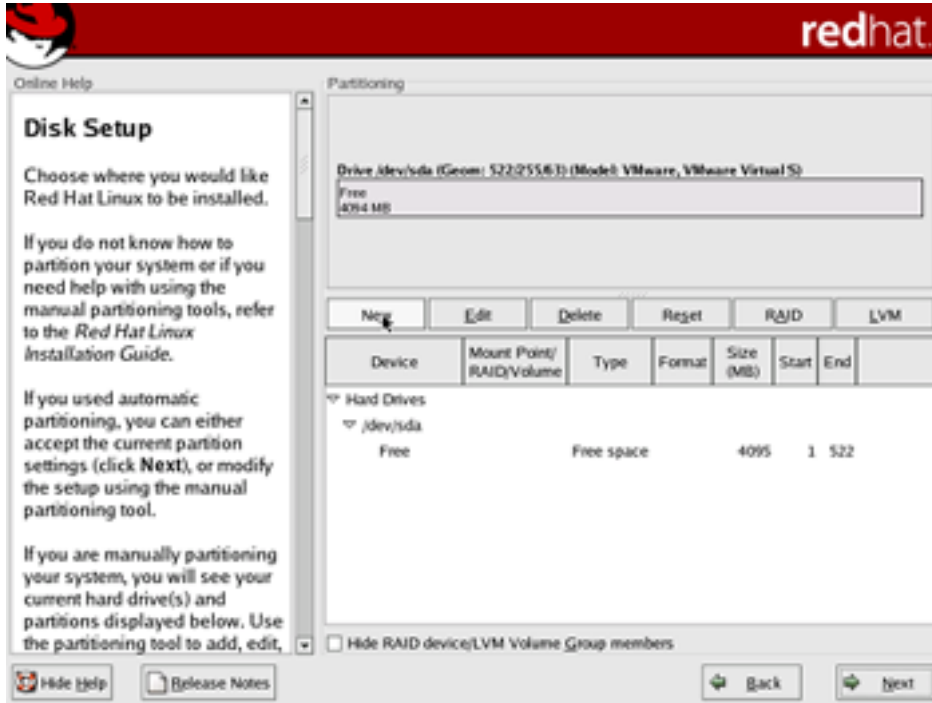 redhat.
Online Help
Disk Setup
Choose where you would like
Red Hat Linux to be installed.
If you do not know how to
partition your system or if you
need help with using the
manual partitioning tools, refer
to the Red Hat Linux
Installation Guide.
If you used automatic
partitioning, you can either
accept the current partition
settings (click Next), or modify
the setup using the manual
partitioning tool.
If you are manually partitioning
your system, you will see your
current hard drive(s) and
partitions displayed below. Use
the partitioning tool to add, edit,
Partitioning
Drive /dev/sda (Geom: 522/255/63) (Model: VMware, VMware Virtual S)
Free
4094 MB
New Edit Delete Reset RAID LVM
Device Mount Point/ RAID/Volume Type Format Size (MB) Start End
Hard Drives
/dev/sda
Free Free space 4095 1 522
Hide RAID device/LVM Volume Group members
Hide Help Release Notes Back Next